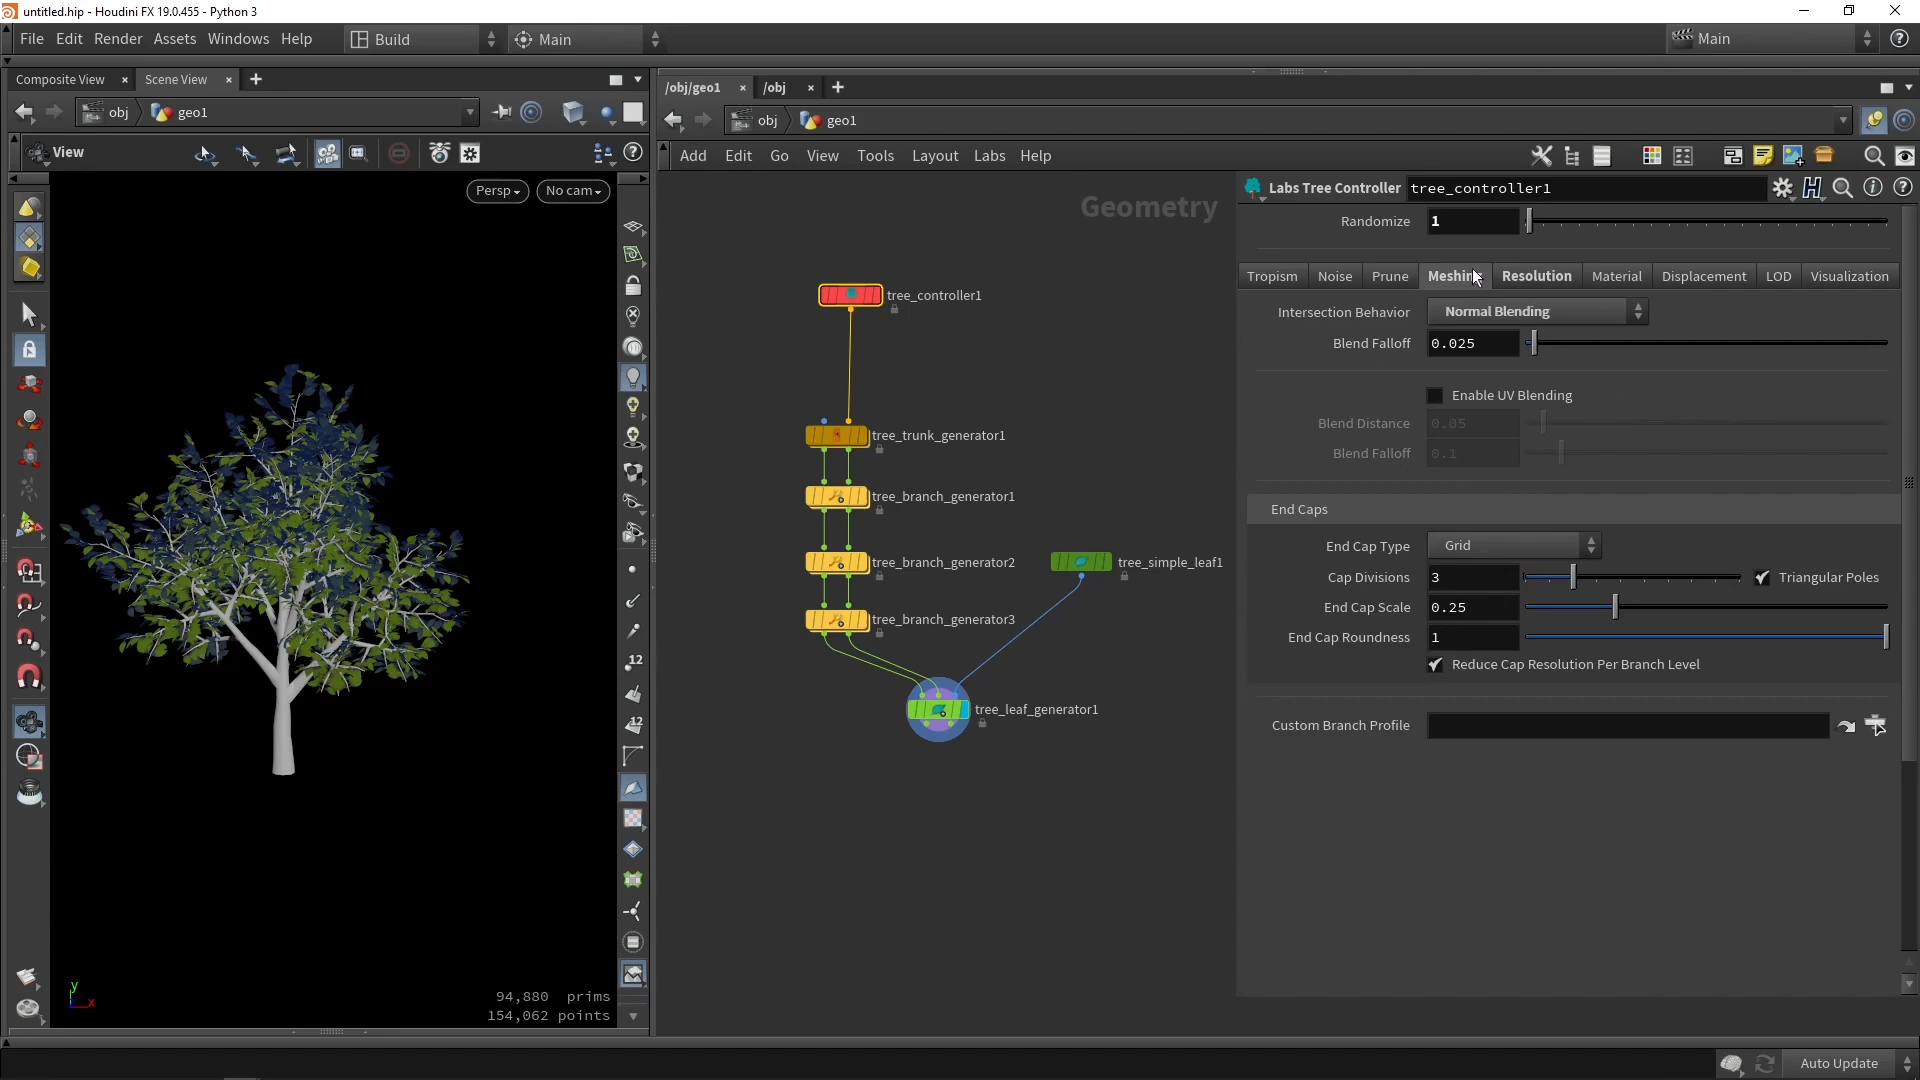 untitled.hip - Houdini FX 19.0.455 - Python 3
File Edit Render Assets Windows Help
Build
Main
Main
Composite View
Scene View
/obj/geo1
/obj
obj
geo1
obj
geo1
View
Add Edit Go View Tools Layout Labs Help
Persp
No cam
Geometry
tree_controller1
tree_trunk_generator1
tree_branch_generator1
tree_branch_generator2
tree_simple_leaf1
tree_branch_generator3
tree_leaf_generator1
94,880 prims
154,062 points
y
x
12
12
Labs Tree Controller tree_controller1
Randomize 1
Tropism Noise Prune Meshing Resolution Material Displacement LOD Visualization
Intersection Behavior Normal Blending
Blend Falloff 0.025
Enable UV Blending
Blend Distance 0.05
Blend Falloff 0.1
End Caps
End Cap Type Grid
Cap Divisions 3 Triangular Poles
End Cap Scale 0.25
End Cap Roundness 1
Reduce Cap Resolution Per Branch Level
Custom Branch Profile
Auto Update